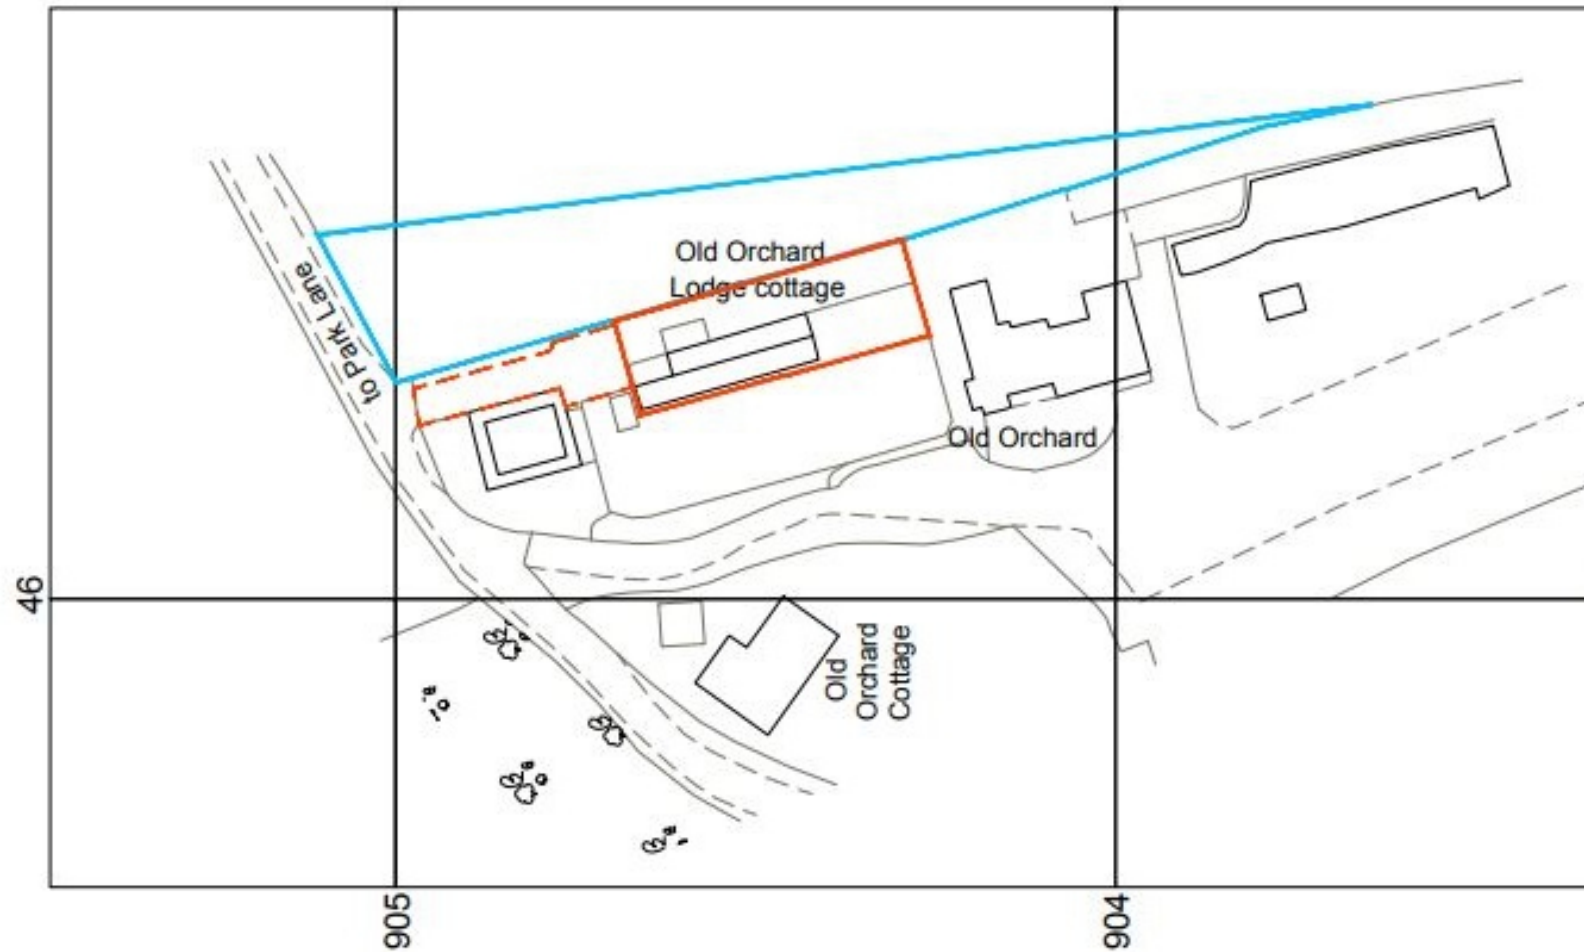 Old Orchard
Lodge cottage
to Park Lane
Old Orchard
46
Old
Orchard
Cottage
905
904